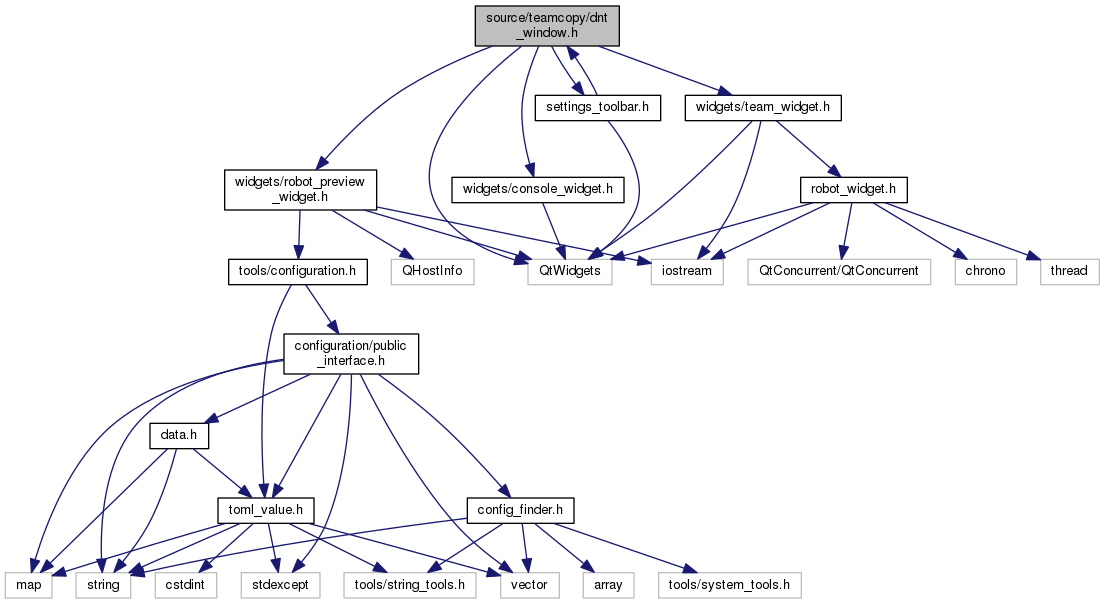 source/teamcopy/dnt
_window.h
settings_toolbar.h
widgets/team_widget.h
widgets/robot_preview
_widget.h
widgets/console_widget.h
robot_widget.h
tools/configuration.h
QHostInfo
QtWidgets
iostream
QtConcurrent/QtConcurrent
chrono
thread
configuration/public
_interface.h
data.h
toml_value.h
config_finder.h
map
string
cstdint
stdexcept
tools/string_tools.h
vector
array
tools/system_tools.h